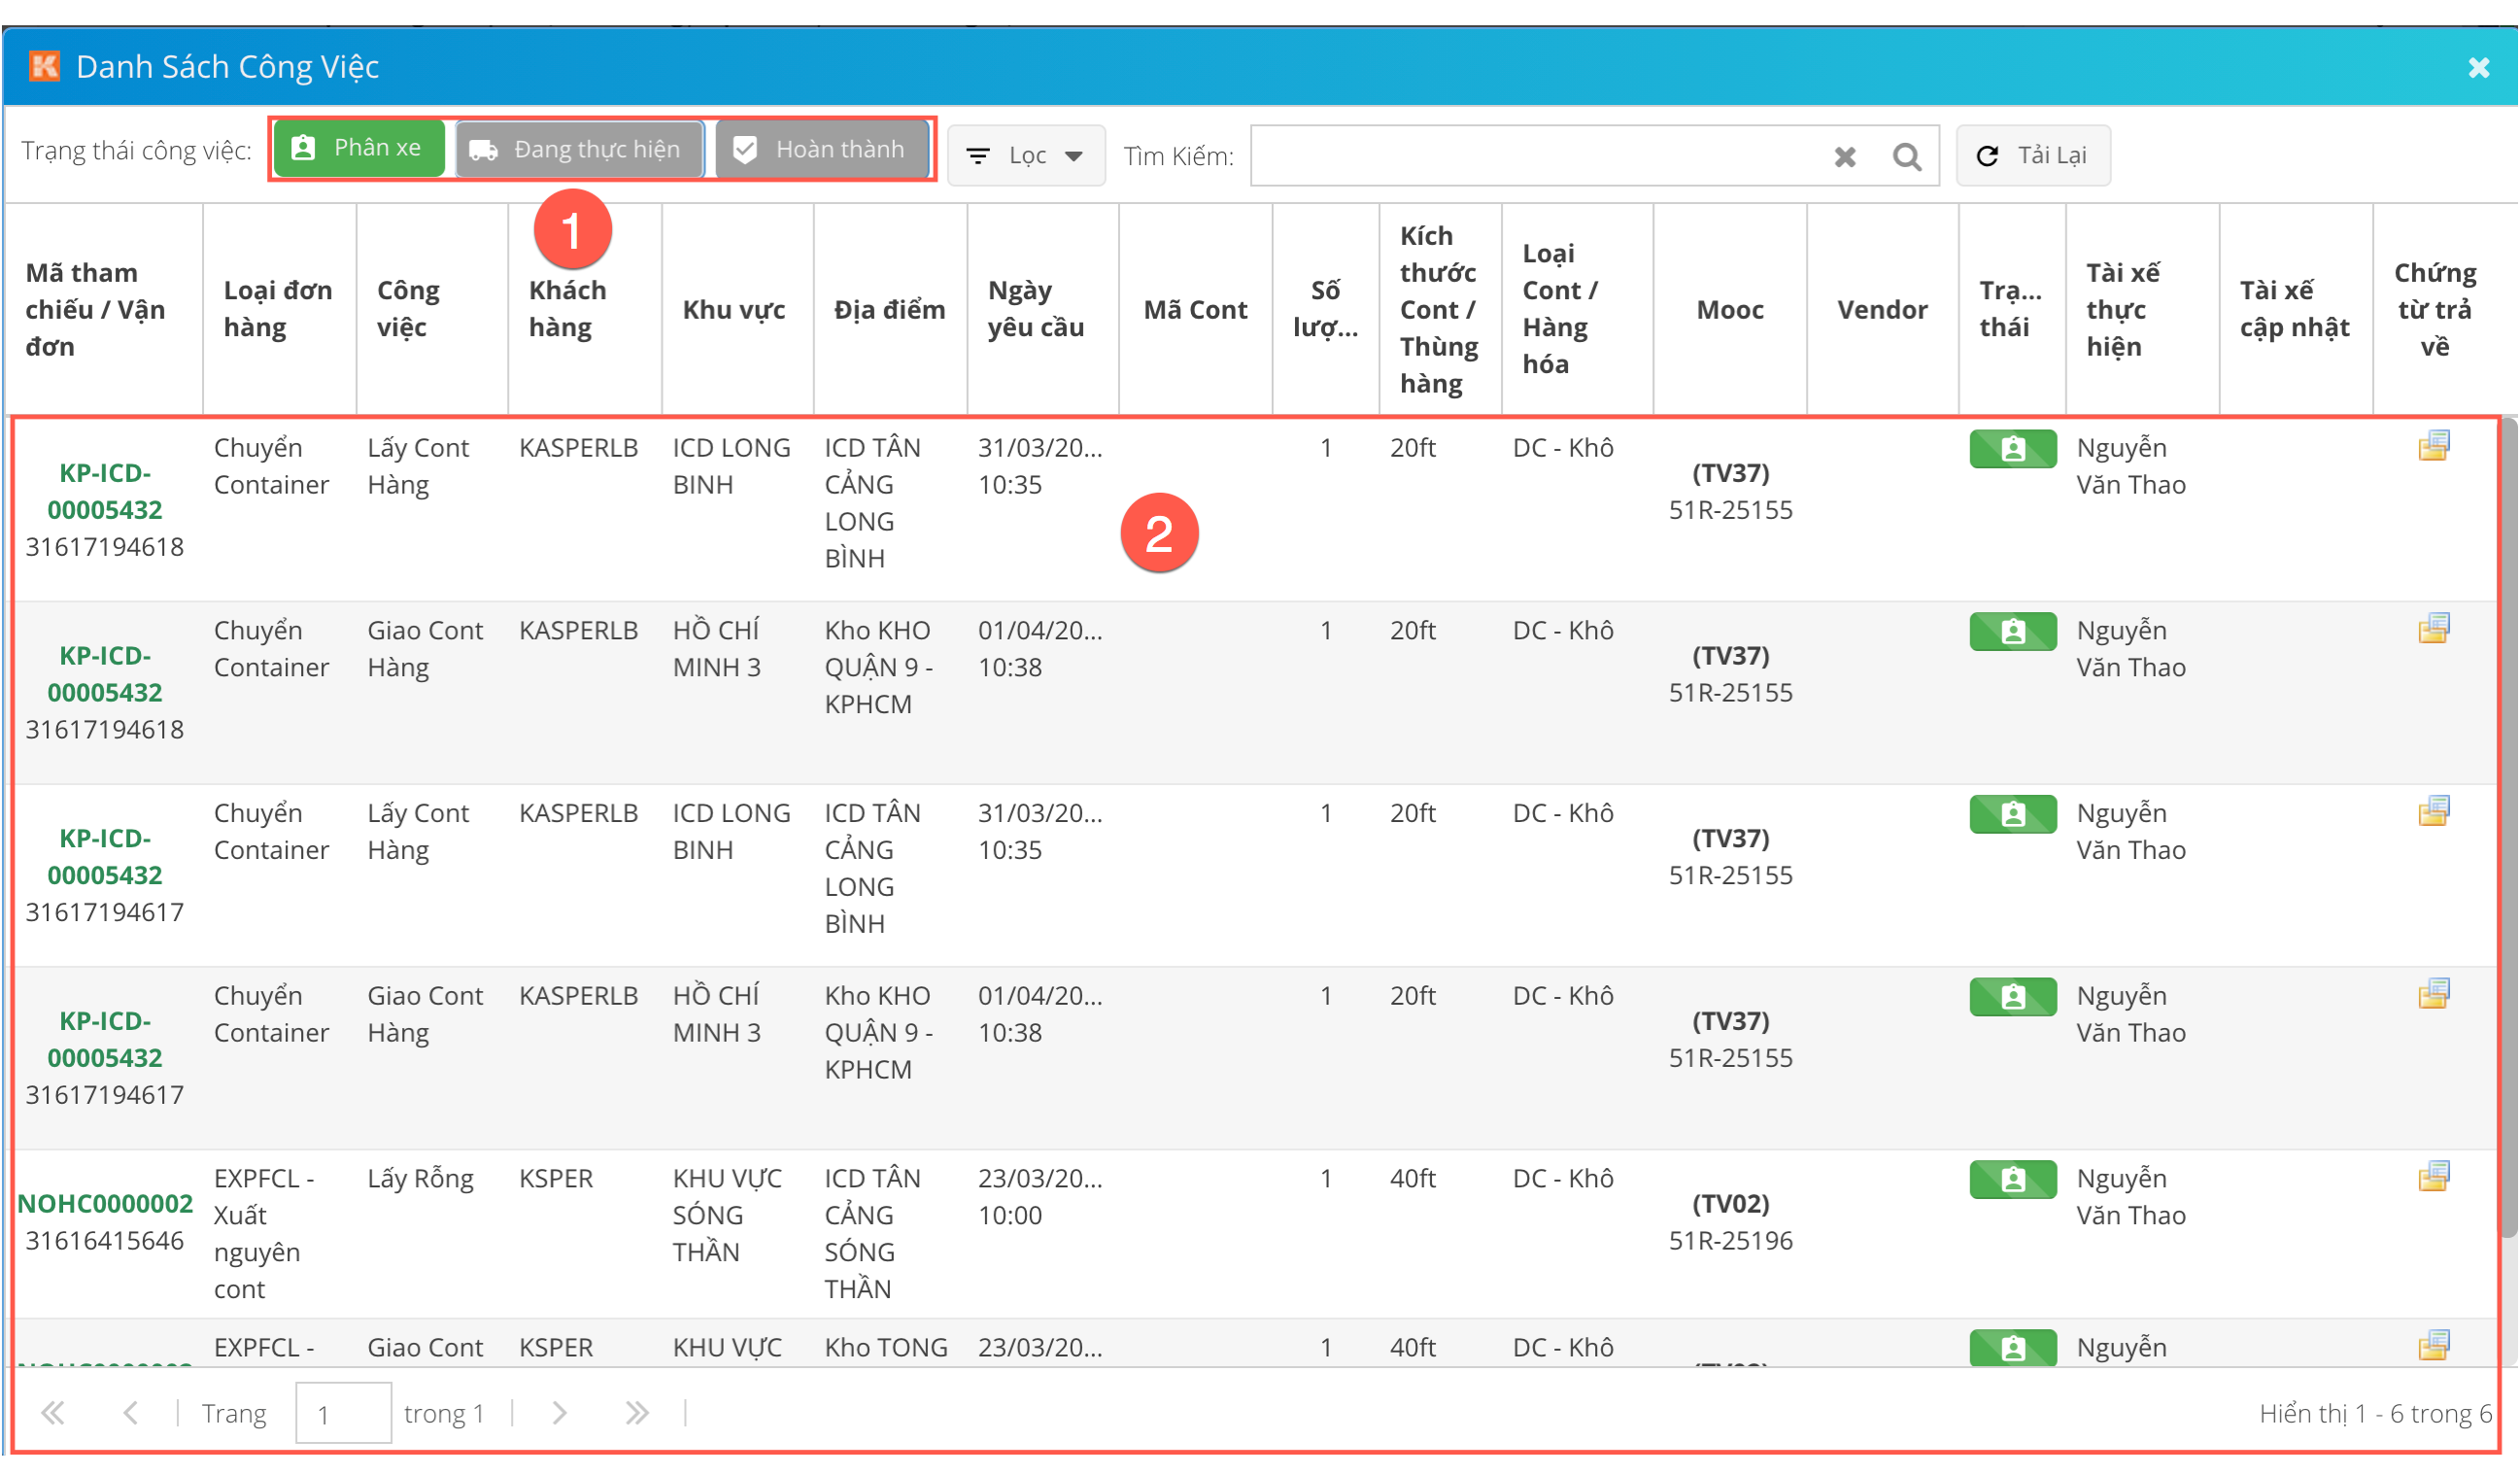 Danh Sách Công Việc
Trạng thái công việc: Phân xe Đang thực hiện Hoàn thành Lọc Tìm Kiếm: Tải Lại
1
Mã tham chiếu / Vận đơn
Loại đơn hàng
Công việc
Khách hàng
Khu vực
Địa điểm
Ngày yêu cầu
Mã Cont
Số lượ...
Kích thước Cont / Thùng hàng
Loại Cont / Hàng hóa
Mooc
Vendor
Trạ... thái
Tài xế thực hiện
Tài xế cập nhật
Chứng từ trả về
2
KP-ICD-00005432 31617194618 Chuyển Container Lấy Cont Hàng KASPERLB ICD LONG BINH ICD TÂN CẢNG LONG BÌNH 31/03/20... 10:35 1 20ft DC - Khô (TV37) 51R-25155 Nguyễn Văn Thao
KP-ICD-00005432 31617194618 Chuyển Container Giao Cont Hàng KASPERLB HỒ CHÍ MINH 3 Kho KHO QUẬN 9 - KPHCM 01/04/20... 10:38 1 20ft DC - Khô (TV37) 51R-25155 Nguyễn Văn Thao
KP-ICD-00005432 31617194617 Chuyển Container Lấy Cont Hàng KASPERLB ICD LONG BINH ICD TÂN CẢNG LONG BÌNH 31/03/20... 10:35 1 20ft DC - Khô (TV37) 51R-25155 Nguyễn Văn Thao
KP-ICD-00005432 31617194617 Chuyển Container Giao Cont Hàng KASPERLB HỒ CHÍ MINH 3 Kho KHO QUẬN 9 - KPHCM 01/04/20... 10:38 1 20ft DC - Khô (TV37) 51R-25155 Nguyễn Văn Thao
NOHC0000002 31616415646 EXPFCL - Xuất nguyên cont Lấy Rỗng KSPER KHU VỰC SÓNG THẦN ICD TÂN CẢNG SÓNG THẦN 23/03/20... 10:00 1 40ft DC - Khô (TV02) 51R-25196 Nguyễn Văn Thao
EXPFCL - Giao Cont KSPER KHU VỰC Kho TONG 23/03/20... 1 40ft DC - Khô Nguyễn
Trang 1 trong 1 Hiển thị 1 - 6 trong 6